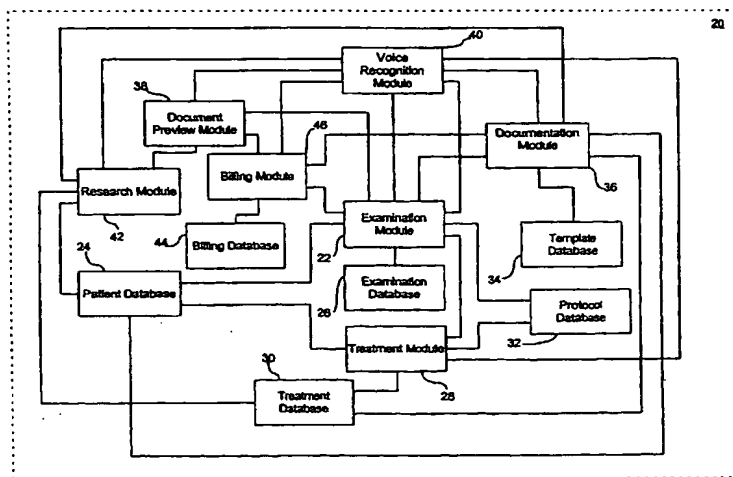 20
40
Voice
Recognition
Module
38
Document
Preview Module
46
Documentation
Module
36
Billing Module
Research Module
42
44
Billing Database
Examination
Module
22
Template
Database
34
24
Patient Database
Examination
Database
26
Protocol
Database
32
Treatment Module
28
30
Treatment
Database